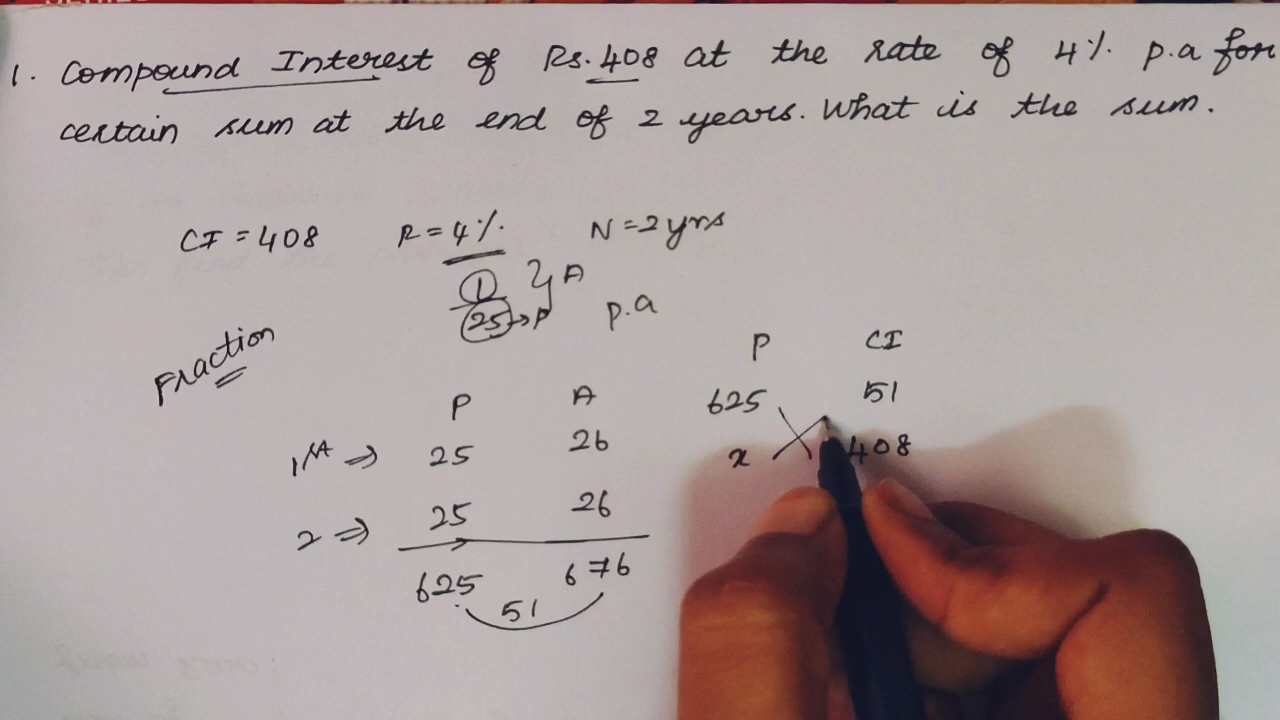 1. Compound Interest of Rs. 408 at the rate of 4% p.a for
certain sum at the end of 2 years. What is the sum.
CI = 408 R = 4% N = 2 yrs
1 } A
25 → P p.a
Fraction
P CI
625 51
x 408
P A
1st ⇒ 25 26
2 ⇒ 25 26
625 676
51